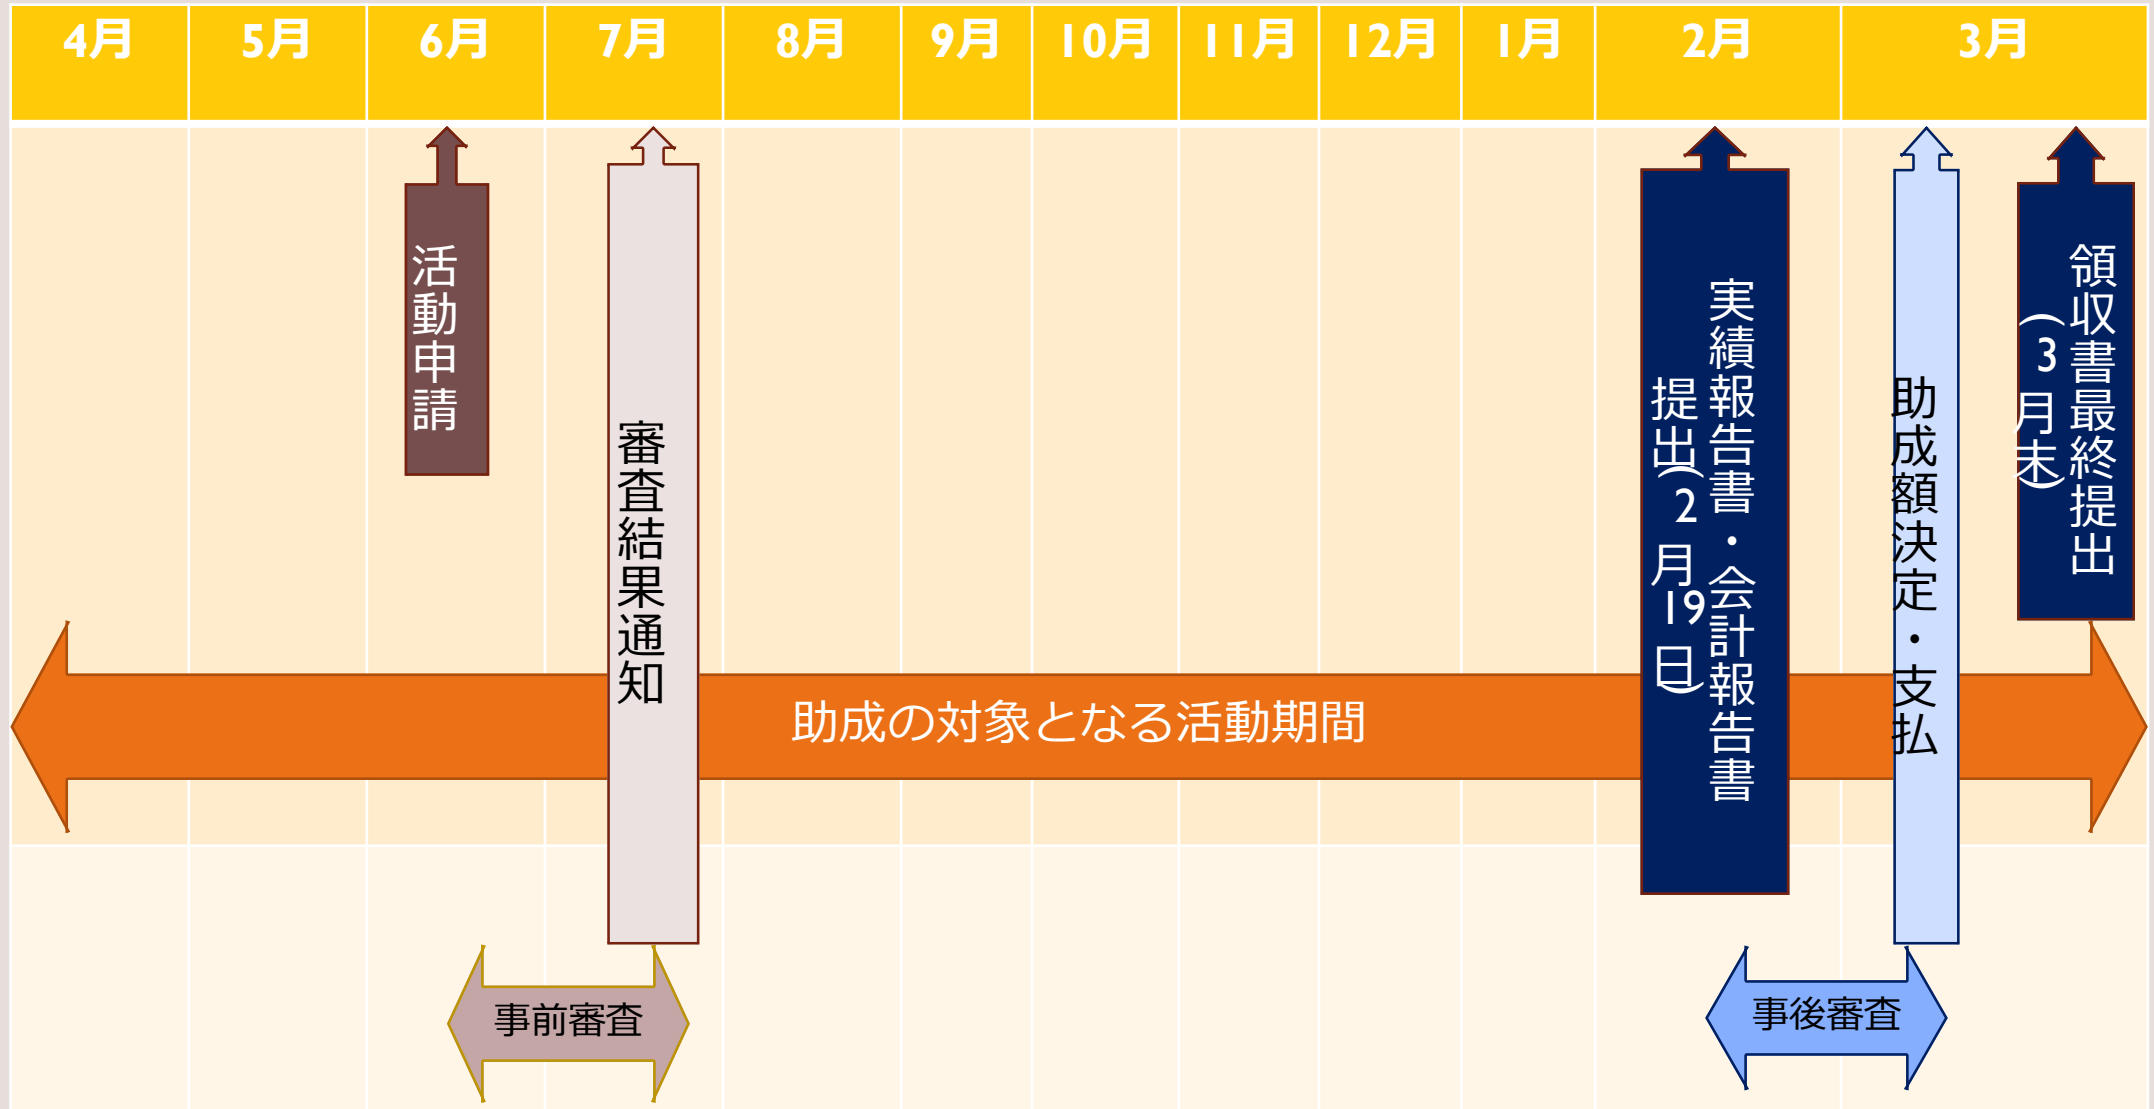 4月
5月
6月
7月
8月
9月
10月
11月
12月
1月
2月
3月
活動申請
審査結果通知
実績報告書・会計報告書
提出(2月19日)
助成額決定・支払
領収書最終提出
(3月末)
助成の対象となる活動期間
事前審査
事後審査